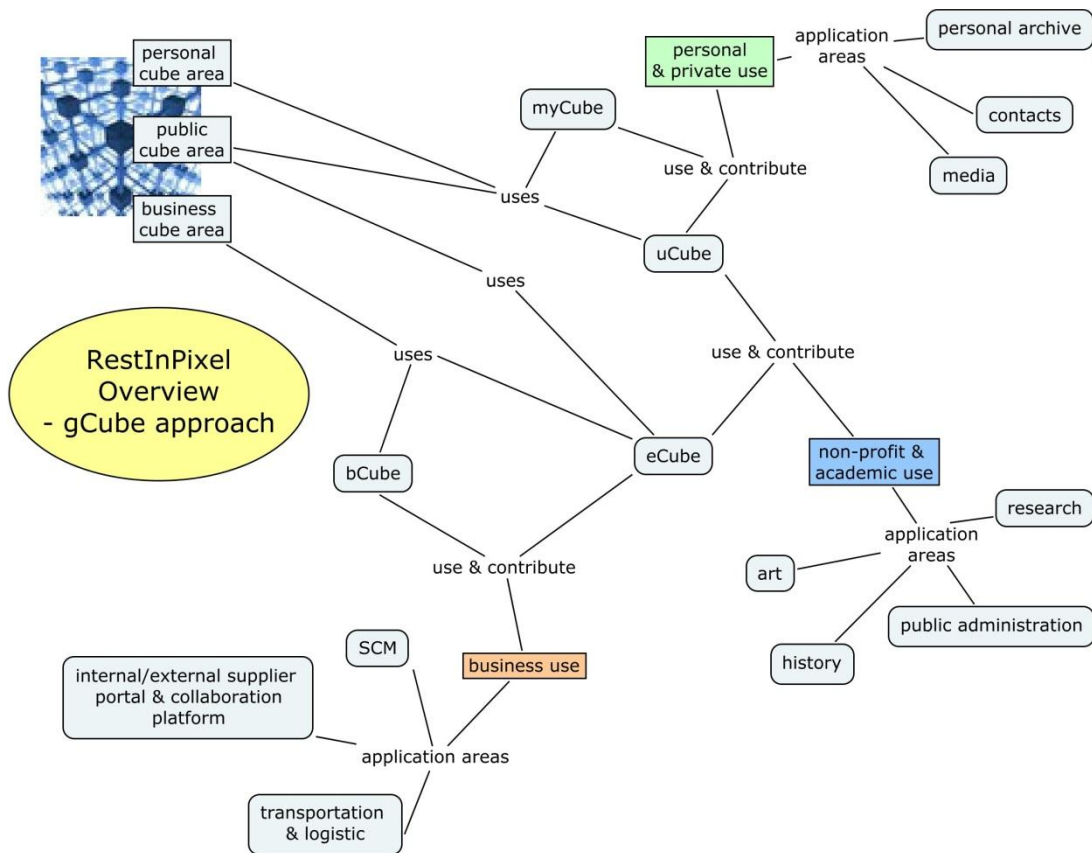 personal
cube area
public
cube area
business
cube area
personal
& private use
application
areas
personal archive
contacts
media
myCube
use & contribute
uses
uCube
uses
uses
use & contribute
RestInPixel
Overview
- gCube approach
bCube
eCube
non-profit &
academic use
research
application
areas
art
public administration
history
use & contribute
SCM
business use
internal/external supplier
portal & collaboration
platform
application areas
transportation
& logistic